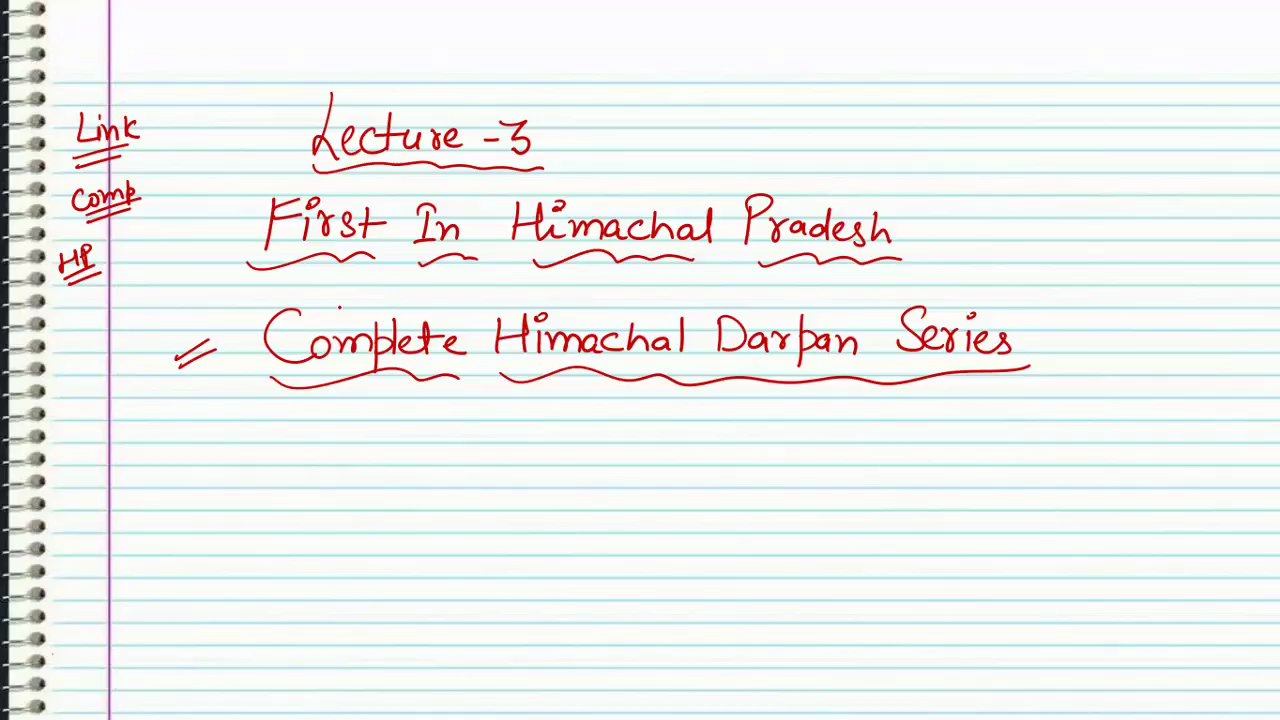 Link
Comp
HP
Lecture -3
First In Himachal Pradesh
Complete Himachal Darpan Series